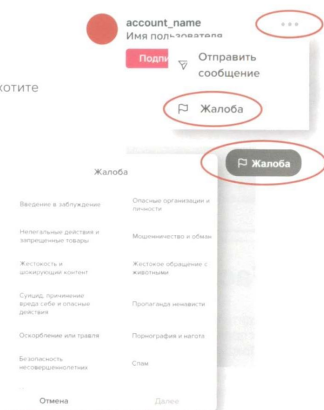 account_name
Имя пользователя
Отправить
сообщение
хотите
Жалоба
Жалоба
Жалоба
Введение в заблуждение
Опасные организации и
личности
Нелегальные действия и
запрещенные товары
Мошенничество и обман
Жестокость и
шокирующий контент
Жестокое обращение с
животными
Суицид, причинение
вреда себе и опасные
действия
Пропаганда ненависти
Оскорбление или травля
Порнография и нагота
Безопасность
несовершеннолетних
Спам
Отмена
Далее